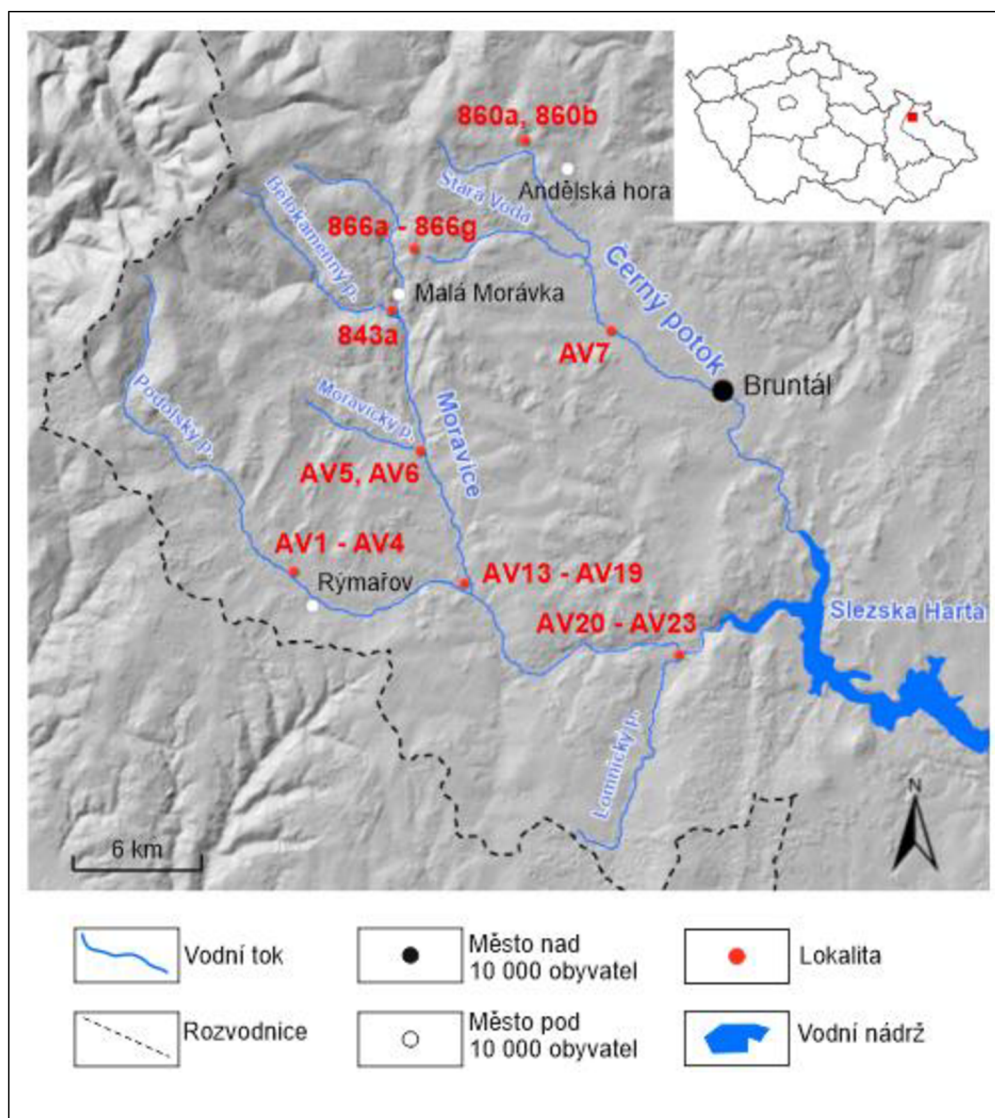 860a, 860b
Andělská hora
Stará Voda
Bělokamenný p.
866a - 866g
Malá Morávka
843a
Černý potok
AV7
Bruntál
Podolský p.
Moravický p.
Moravice
AV5, AV6
AV1 - AV4
Rýmařov
AV13 - AV19
AV20 - AV23
Slezská Harta
Lomnický p.
6 km
N
Vodní tok
Město nad
10 000 obyvatel
Lokalita
Rozvodnice
Město pod
10 000 obyvatel
Vodní nádrž